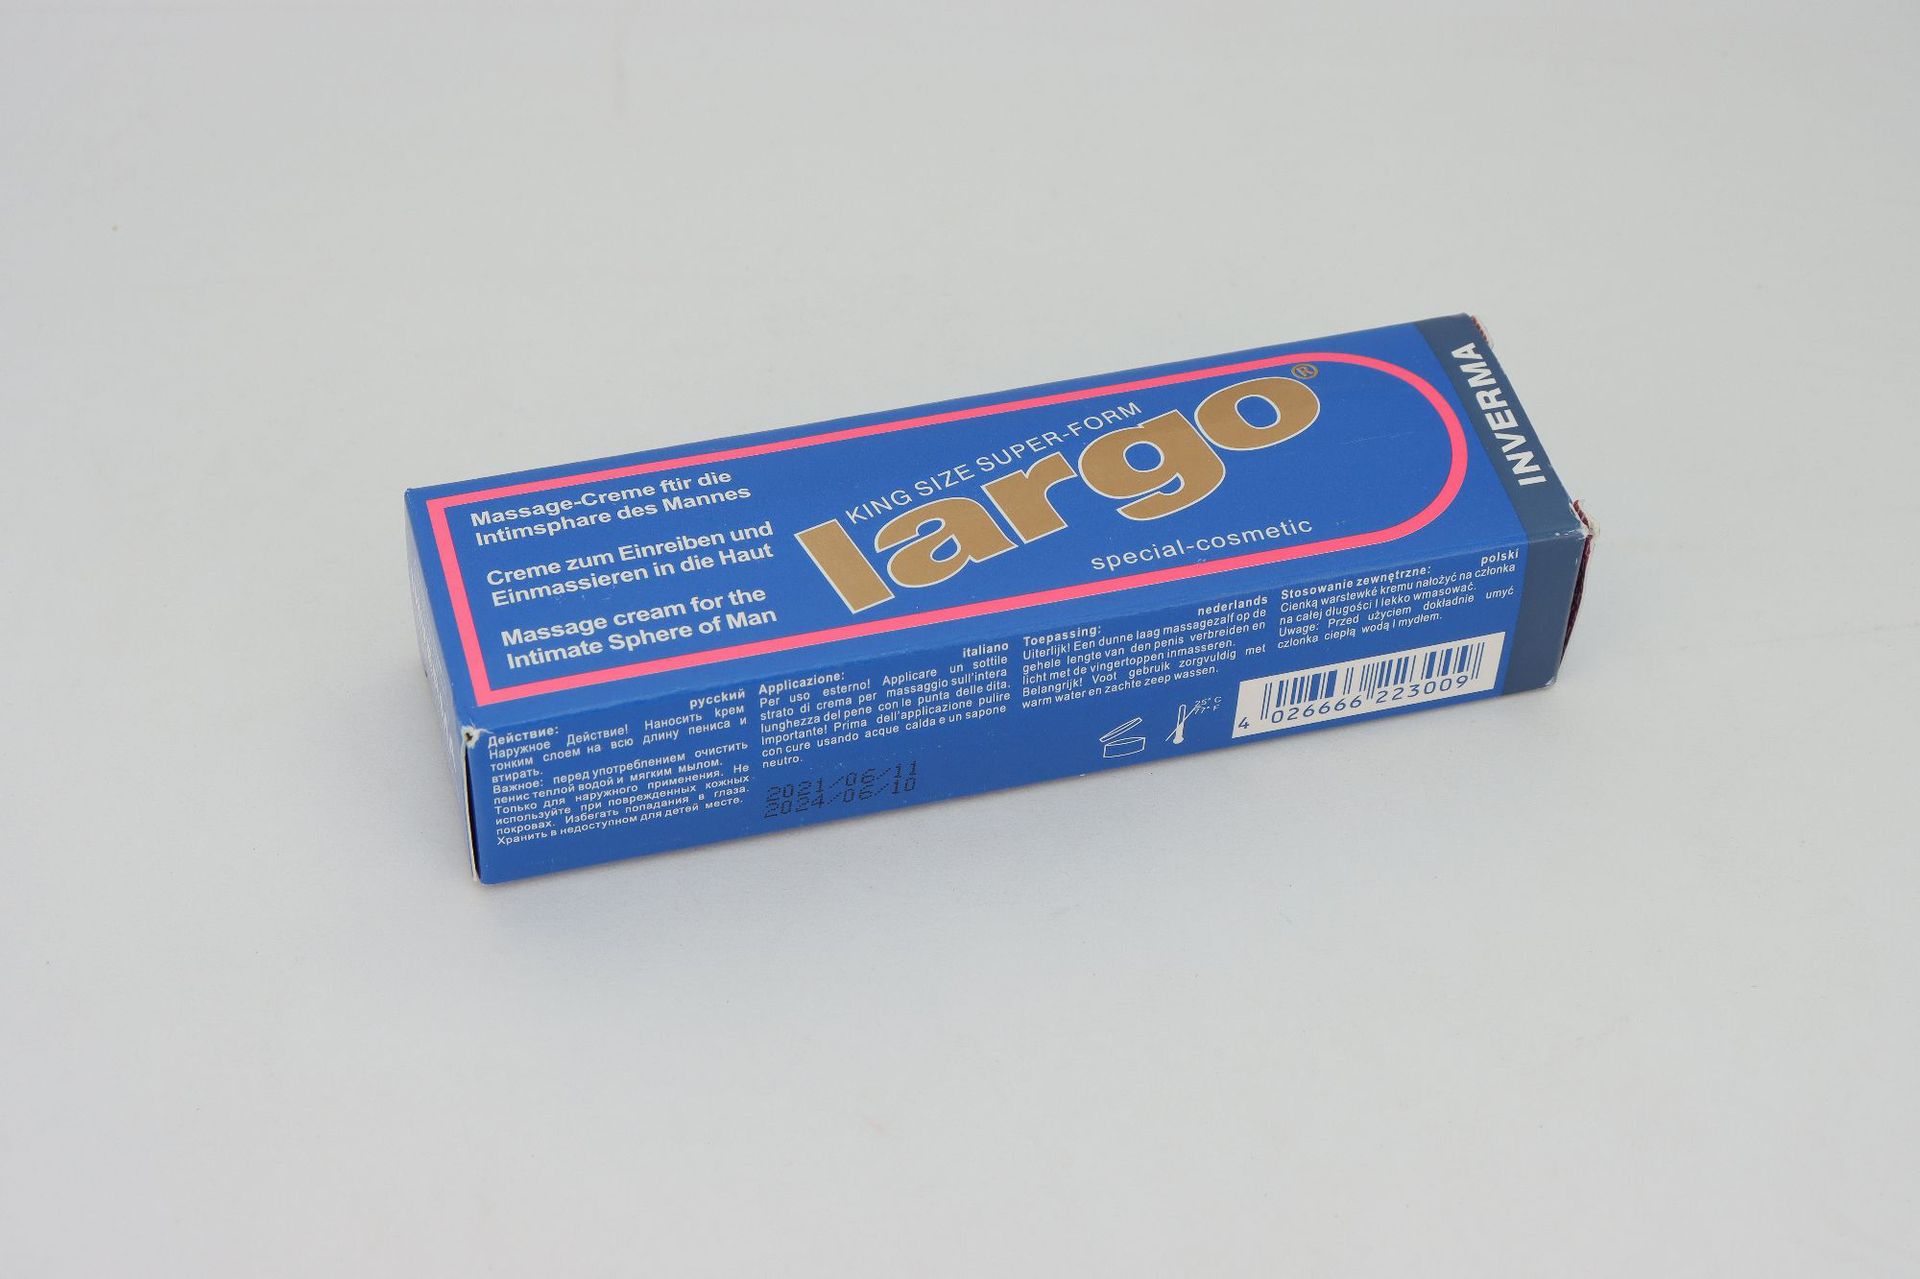 Massage-Creme ftir die
Intimsphare des Mannes
Creme zum Einreiben und
Einmassieren in die Haut
Massage cream for the
Intimate Sphere of Man
KING SIZE SUPER-FORM
largo®
special-cosmetic
INVERMA
русский
Действие:
Наружное Действие! Наносить крем
тонким слоем на всю длину пениса и
втирать.
Важное: перед употреблением очистить
пенис теплой водой и мягким мылом.
Только для наружного применения. Не
используйте при поврежденных кожных
покровах. Избегать попадания в глаза.
Хранить в недоступном для детей месте.
italiano
Applicazione:
Per uso esterno! Applicare un sottile
strato di crema per massaggio sull'intera
lunghezza del pene con le punta delle dita.
Importante! Prima dell'applicazione pulire
con cure usando acque calda e un sapone
neutro.
nederlands
Toepassing:
Uiterlijk! Een dunne laag massagezalf op de
gehele lengte van den penis verbreiden en
licht met de vingertoppen inmasseren.
Belangrijk! Voot gebruik zorgvuldig met
warm water en zachte zeep wassen.
polski
Stosowanie zewnętrzne:
Cienką warstewkę kremu nałożyć na członka
na całej długości I lekko wmasować.
Uwage: Przed użyciem dokładnie umyć
czlonka ciepłą wodą I mydłem.
25° C
77° F
4 026666 223009